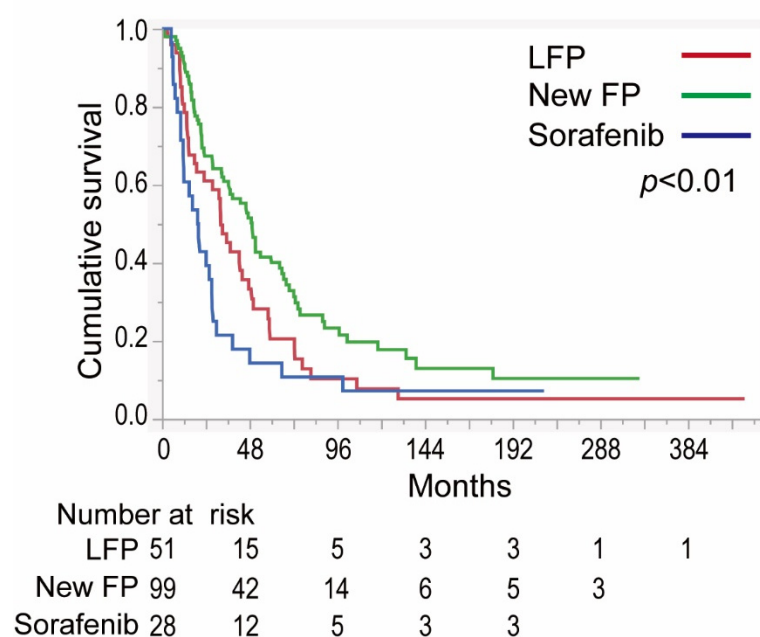 1.0
0.8
0.6
0.4
0.2
0.0
Cumulative survival
LFP
New FP
Sorafenib
p<0.01
0 48 96 144 192 288 384
Months
Number at risk
LFP 51 15 5 3 3 1 1
New FP 99 42 14 6 5 3
Sorafenib 28 12 5 3 3